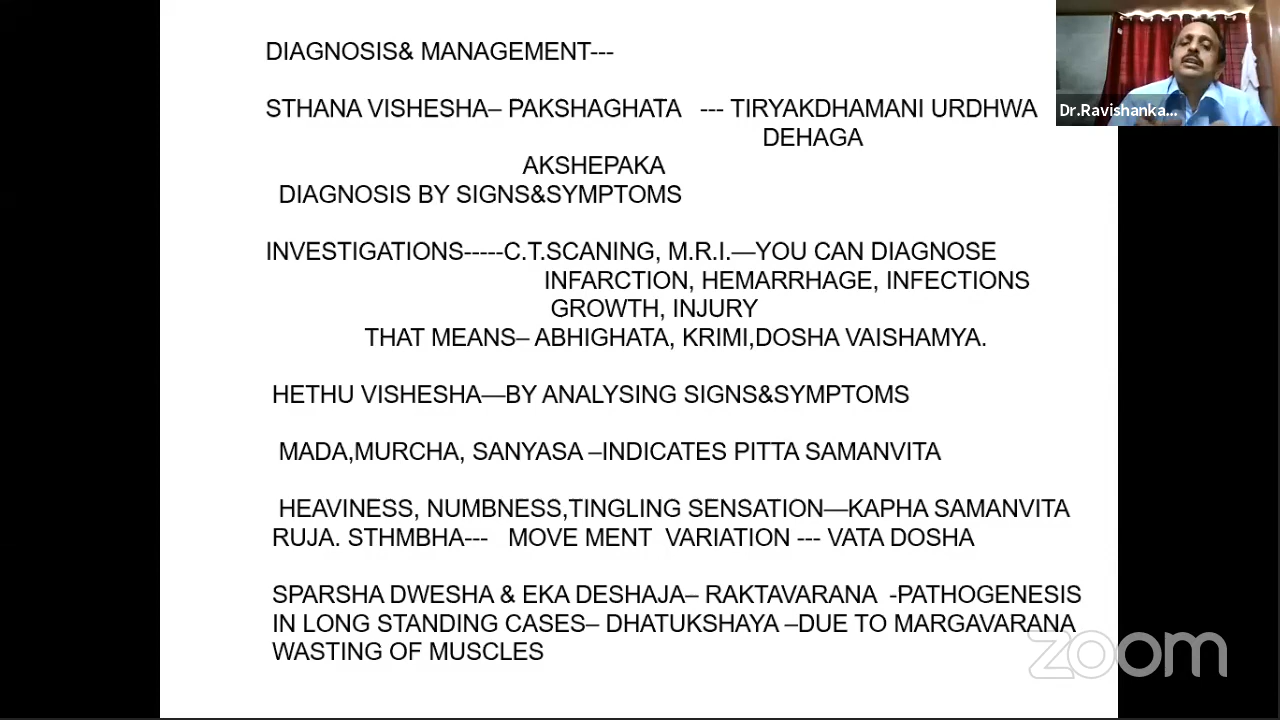 DIAGNOSIS& MANAGEMENT---
STHANA VISHESHA– PAKSHAGHATA --- TIRYAKDHAMANI URDHWA
DEHAGA
AKSHEPAKA
DIAGNOSIS BY SIGNS&SYMPTOMS
INVESTIGATIONS-----C.T.SCANING, M.R.I.—YOU CAN DIAGNOSE
INFARCTION, HEMARRHAGE, INFECTIONS
GROWTH, INJURY
THAT MEANS– ABHIGHATA, KRIMI,DOSHA VAISHAMYA.
HETHU VISHESHA—BY ANALYSING SIGNS&SYMPTOMS
MADA,MURCHA, SANYASA –INDICATES PITTA SAMANVITA
HEAVINESS, NUMBNESS,TINGLING SENSATION—KAPHA SAMANVITA
RUJA. STHMBHA--- MOVE MENT VARIATION --- VATA DOSHA
SPARSHA DWESHA & EKA DESHAJA– RAKTAVARANA -PATHOGENESIS
IN LONG STANDING CASES– DHATUKSHAYA –DUE TO MARGAVARANA
WASTING OF MUSCLES
Dr.Ravishanka...
zoom